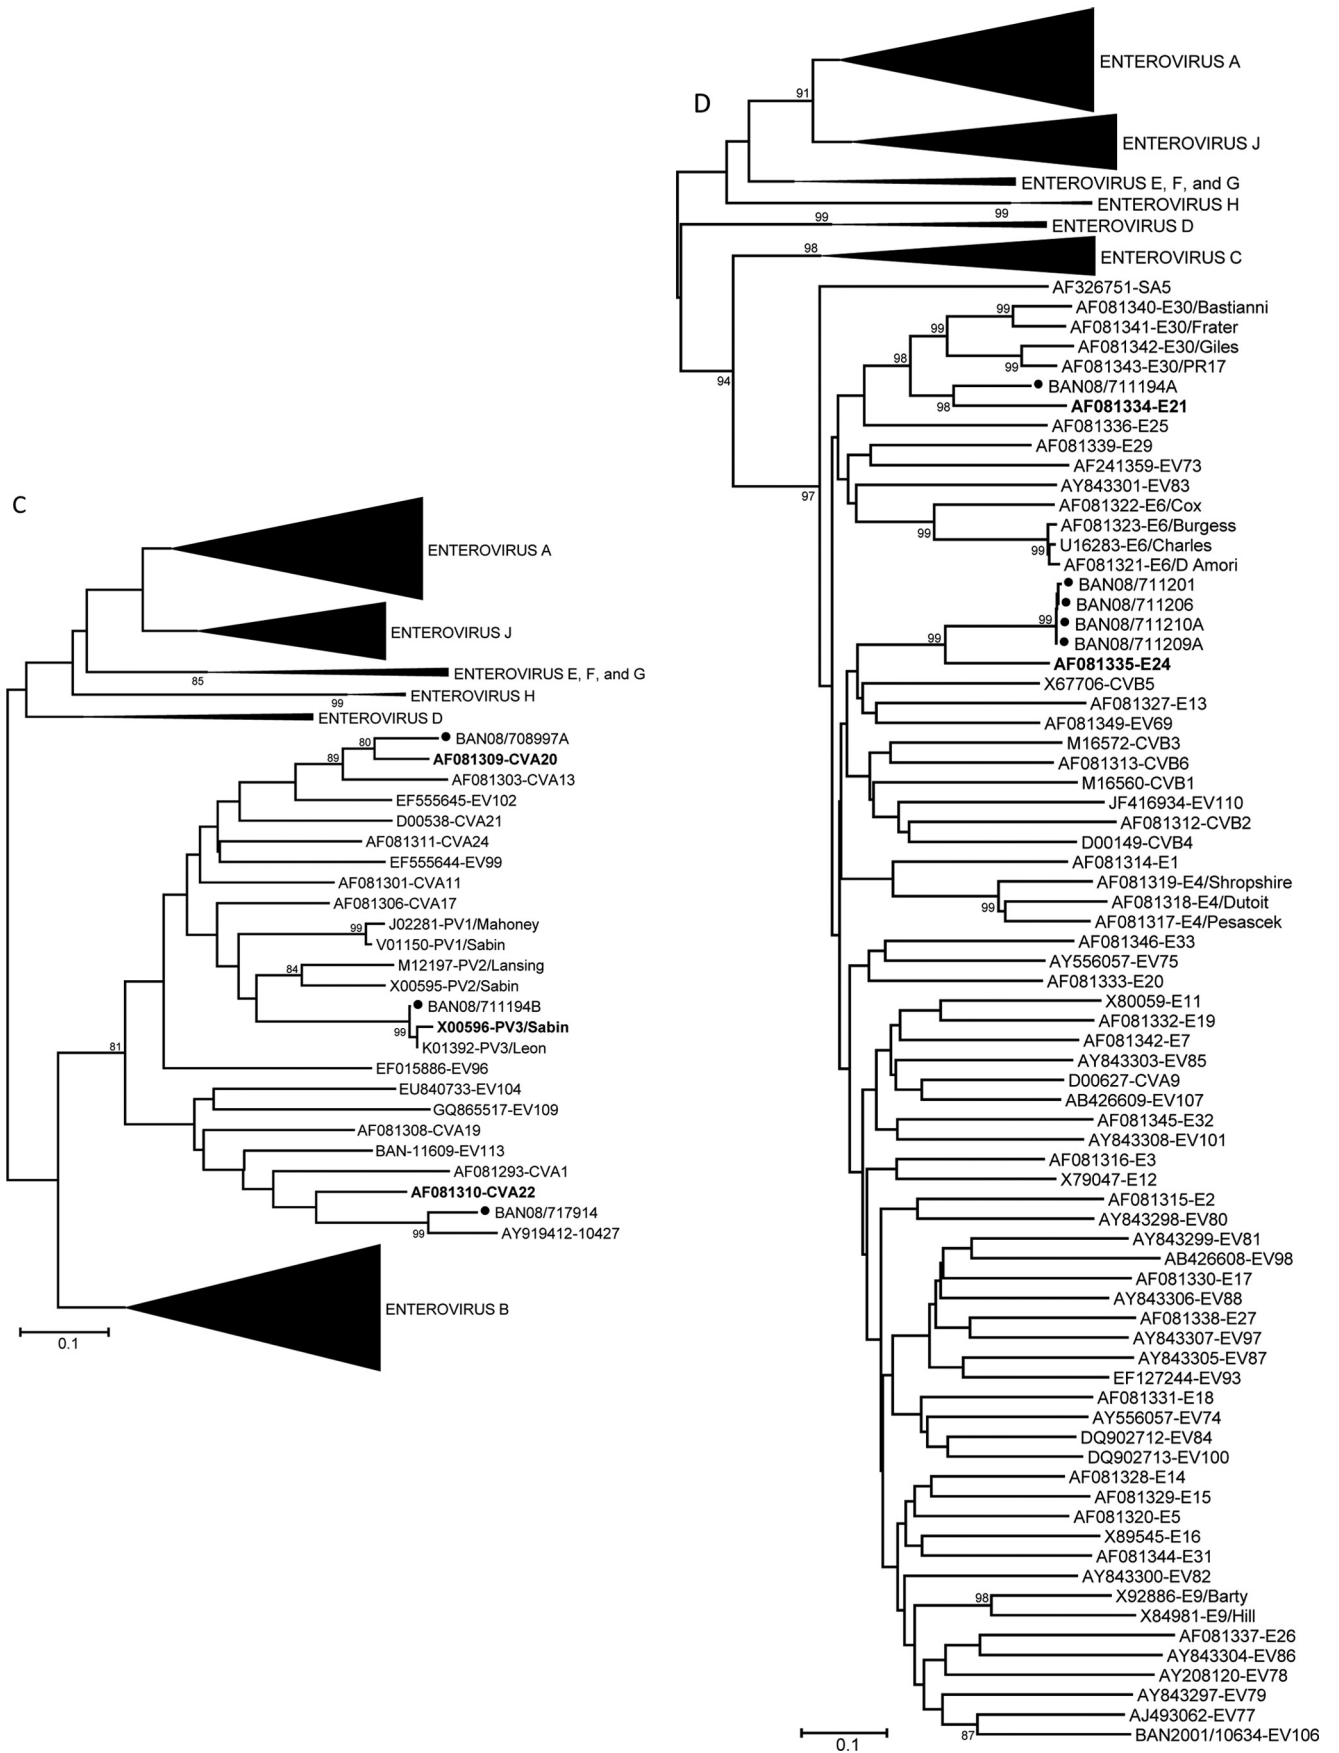 C
ENTEROVIRUS A
ENTEROVIRUS J
ENTEROVIRUS E, F, and G
85
ENTEROVIRUS H
99
ENTEROVIRUS D
BAN08/708997A
80
AF081309-CVA20
89
AF081303-CVA13
EF555645-EV102
D00538-CVA21
AF081311-CVA24
EF555644-EV99
AF081301-CVA11
AF081306-CVA17
J02281-PV1/Mahoney
99
V01150-PV1/Sabin
M12197-PV2/Lansing
84
X00595-PV2/Sabin
BAN08/711194B
X00596-PV3/Sabin
99
K01392-PV3/Leon
81
EF015886-EV96
EU840733-EV104
GQ865517-EV109
AF081308-CVA19
BAN-11609-EV113
AF081293-CVA1
AF081310-CVA22
BAN08/717914
99
AY919412-10427
ENTEROVIRUS B
0.1
D
ENTEROVIRUS A
91
ENTEROVIRUS J
ENTEROVIRUS E, F, and G
ENTEROVIRUS H
99
99
ENTEROVIRUS D
98
ENTEROVIRUS C
AF326751-SA5
AF081340-E30/Bastianni
99
AF081341-E30/Frater
99
AF081342-E30/Giles
98
99
AF081343-E30/PR17
94
BAN08/711194A
98
AF081334-E21
AF081336-E25
AF081339-E29
AF241359-EV73
AY843301-EV83
97
AF081322-E6/Cox
AF081323-E6/Burgess
99
U16283-E6/Charles
99
AF081321-E6/D Amori
BAN08/711201
BAN08/711206
99
BAN08/711210A
99
BAN08/711209A
AF081335-E24
X67706-CVB5
AF081327-E13
AF081349-EV69
M16572-CVB3
AF081313-CVB6
M16560-CVB1
JF416934-EV110
AF081312-CVB2
D00149-CVB4
AF081314-E1
AF081319-E4/Shropshire
99
AF081318-E4/Dutoit
AF081317-E4/Pesascek
AF081346-E33
AY556057-EV75
AF081333-E20
X80059-E11
AF081332-E19
AF081342-E7
AY843303-EV85
D00627-CVA9
AB426609-EV107
AF081345-E32
AY843308-EV101
AF081316-E3
X79047-E12
AF081315-E2
AY843298-EV80
AY843299-EV81
AB426608-EV98
AF081330-E17
AY843306-EV88
AF081338-E27
AY843307-EV97
AY843305-EV87
EF127244-EV93
AF081331-E18
AY556057-EV74
DQ902712-EV84
DQ902713-EV100
AF081328-E14
AF081329-E15
AF081320-E5
X89545-E16
AF081344-E31
AY843300-EV82
98
X92886-E9/Barty
X84981-E9/Hill
AF081337-E26
AY843304-EV86
AY208120-EV78
AY843297-EV79
AJ493062-EV77
87
BAN2001/10634-EV106
0.1